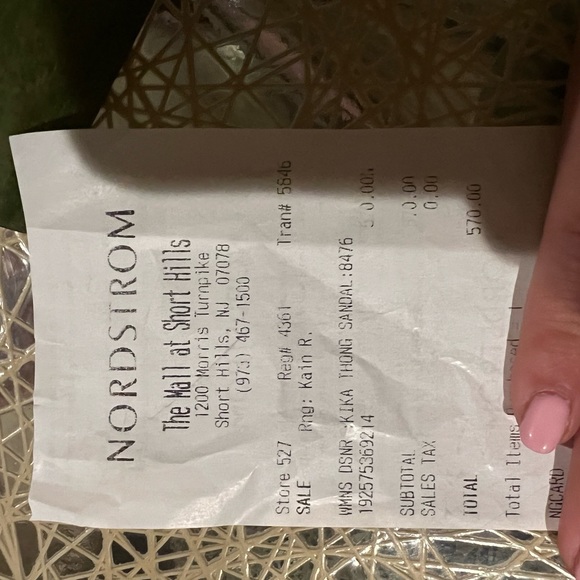 NORDSTROM
The Mall at Short Hills
1200 Morris Turnpike
Short Hills, NJ 07078
(973) 467-1500
Store 527 Reg# 4361 Tran# 5846
SALE Rng: Kain R.
WMNS DSNR -KIKA THONG SANDAL:8476
192575369214
SUBTOTAL
SALES TAX 0.00
TOTAL 570.00
Total Items
NGCARD